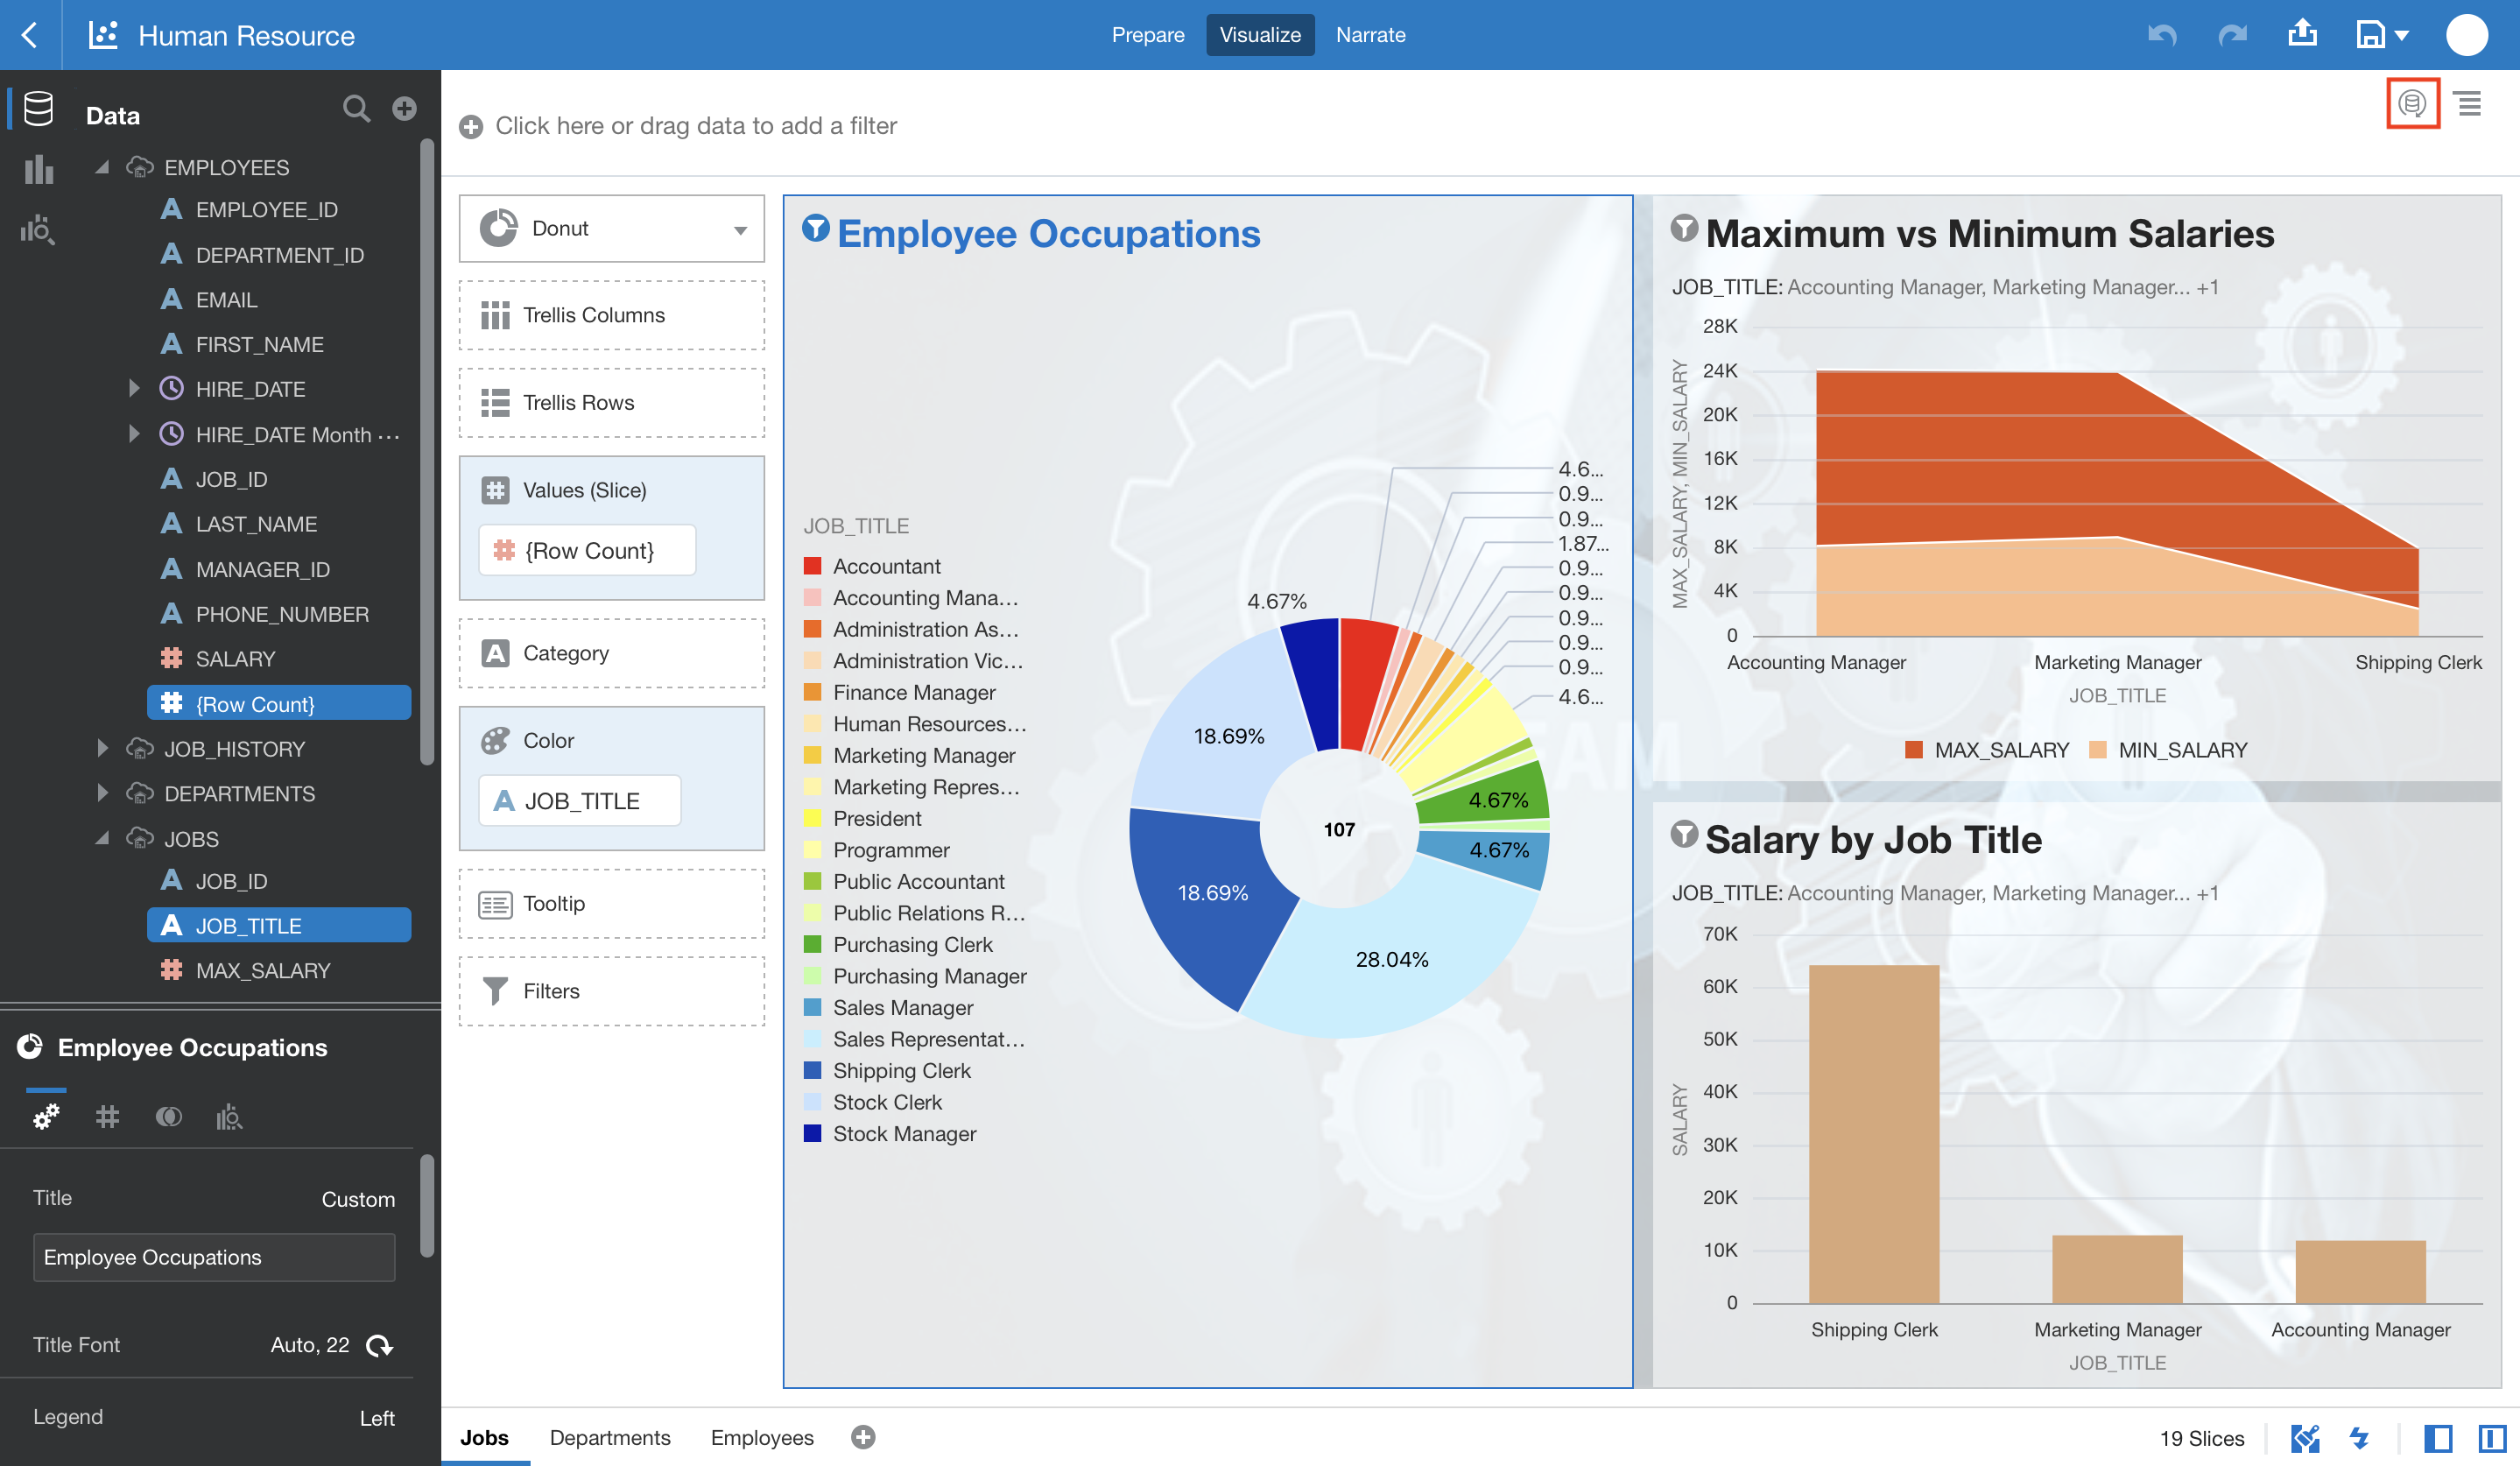 Human Resource
Prepare
Visualize
Narrate
Data
EMPLOYEES
EMPLOYEE_ID
DEPARTMENT_ID
EMAIL
FIRST_NAME
HIRE_DATE
HIRE_DATE Month ...
JOB_ID
LAST_NAME
MANAGER_ID
PHONE_NUMBER
SALARY
{Row Count}
JOB_HISTORY
DEPARTMENTS
JOBS
JOB_ID
JOB_TITLE
MAX_SALARY
Employee Occupations
Title
Custom
Employee Occupations
Title Font
Auto, 22
Legend
Left
Click here or drag data to add a filter
Donut
Trellis Columns
Trellis Rows
Values (Slice)
{Row Count}
Category
Color
JOB_TITLE
Tooltip
Filters
Employee Occupations
JOB_TITLE
Accountant
Accounting Mana...
Administration As...
Administration Vic...
Finance Manager
Human Resources...
Marketing Manager
Marketing Repres...
President
Programmer
Public Accountant
Public Relations R...
Purchasing Clerk
Purchasing Manager
Sales Manager
Sales Representat...
Shipping Clerk
Stock Clerk
Stock Manager
4.6...
0.9...
0.9...
1.87...
0.9...
0.9...
0.9...
0.9...
0.9...
4.6...
4.67%
4.67%
4.67%
28.04%
18.69%
18.69%
107
Maximum vs Minimum Salaries
JOB_TITLE: Accounting Manager, Marketing Manager... +1
MAX_SALARY, MIN_SALARY
28K
24K
20K
16K
12K
8K
4K
0
Accounting Manager
Marketing Manager
Shipping Clerk
JOB_TITLE
MAX_SALARY
MIN_SALARY
Salary by Job Title
JOB_TITLE: Accounting Manager, Marketing Manager... +1
SALARY
70K
60K
50K
40K
30K
20K
10K
0
Shipping Clerk
Marketing Manager
Accounting Manager
JOB_TITLE
Jobs
Departments
Employees
19 Slices